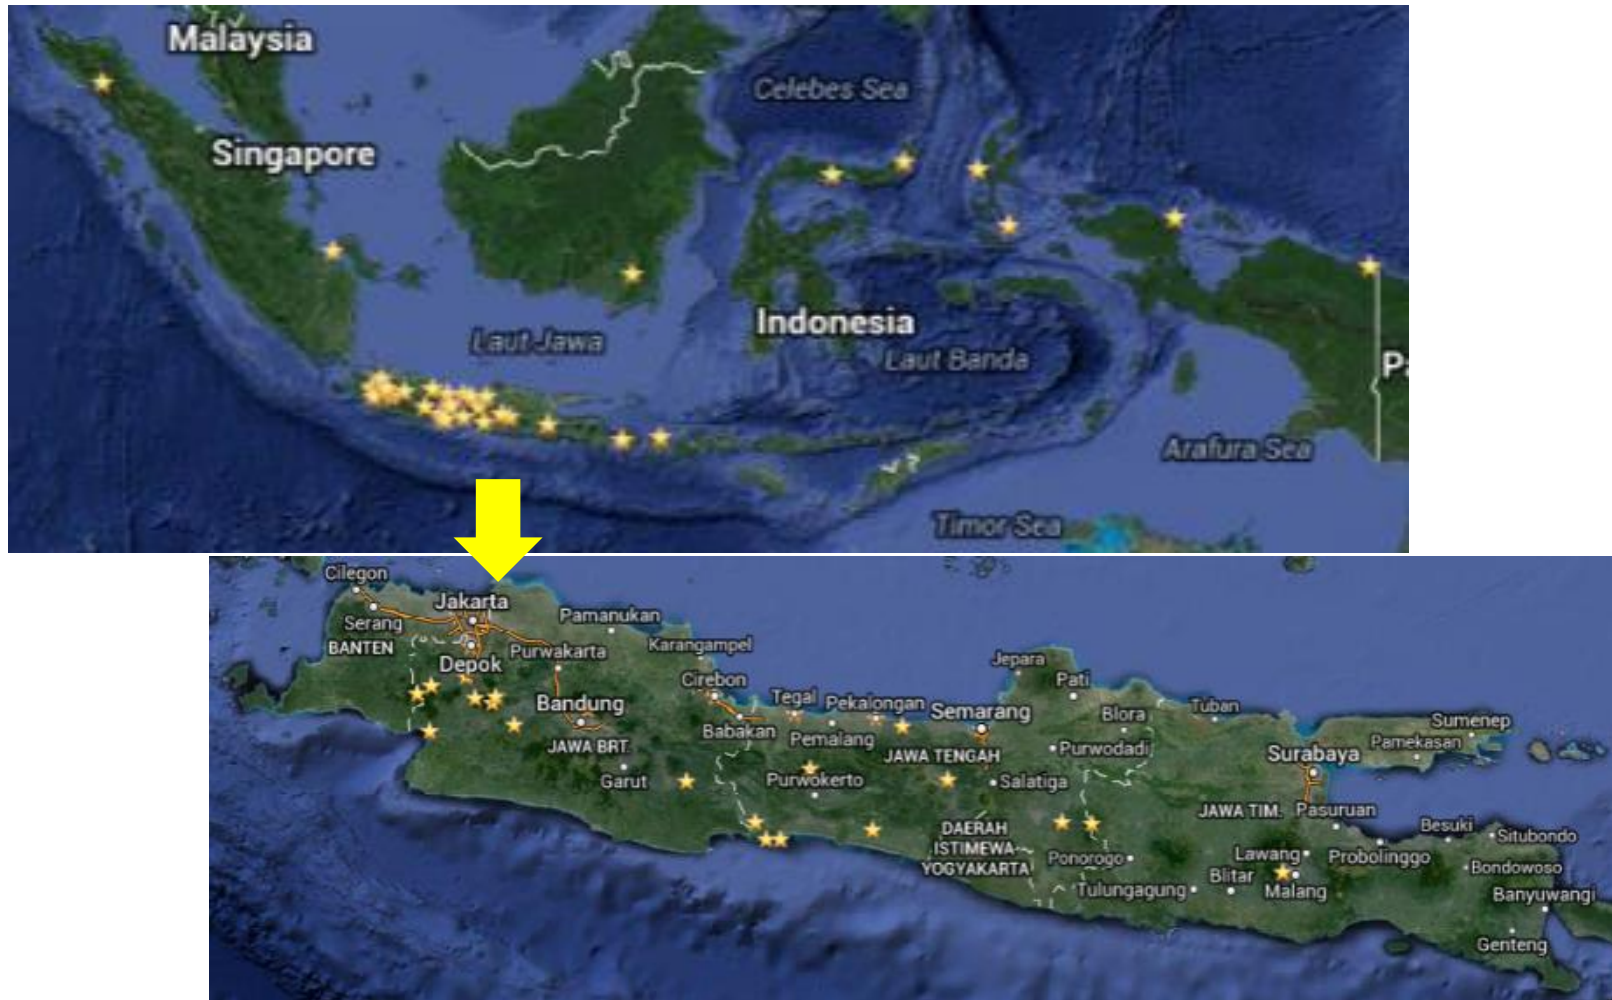 Malaysia
Celebes Sea
Singapore
Indonesia
Laut Jawa
Laut Banda
Pa
Arafura Sea
Timor Sea
Cilegon
Jakarta
Serang
Pamanukan
BANTEN
Depok
Purwakarta
Karangampel
Jepara
Pati
Cirebon
Bandung
Tegal
Pekalongan
Semarang
Blora
Tuban
Babakan
Pemalang
Sumenep
JAWA BRT.
JAWA TENGAH
Purwodadi
Surabaya
Pamekasan
Garut
Purwokerto
Salatiga
JAWA TIM.
Pasuruan
DAERAH
ISTIMEWA
YOGYAKARTA
Besuki
Situbondo
Ponorogo
Lawang
Probolinggo
Blitar
Bondowoso
Tulungagung
Malang
Banyuwangi
Genteng